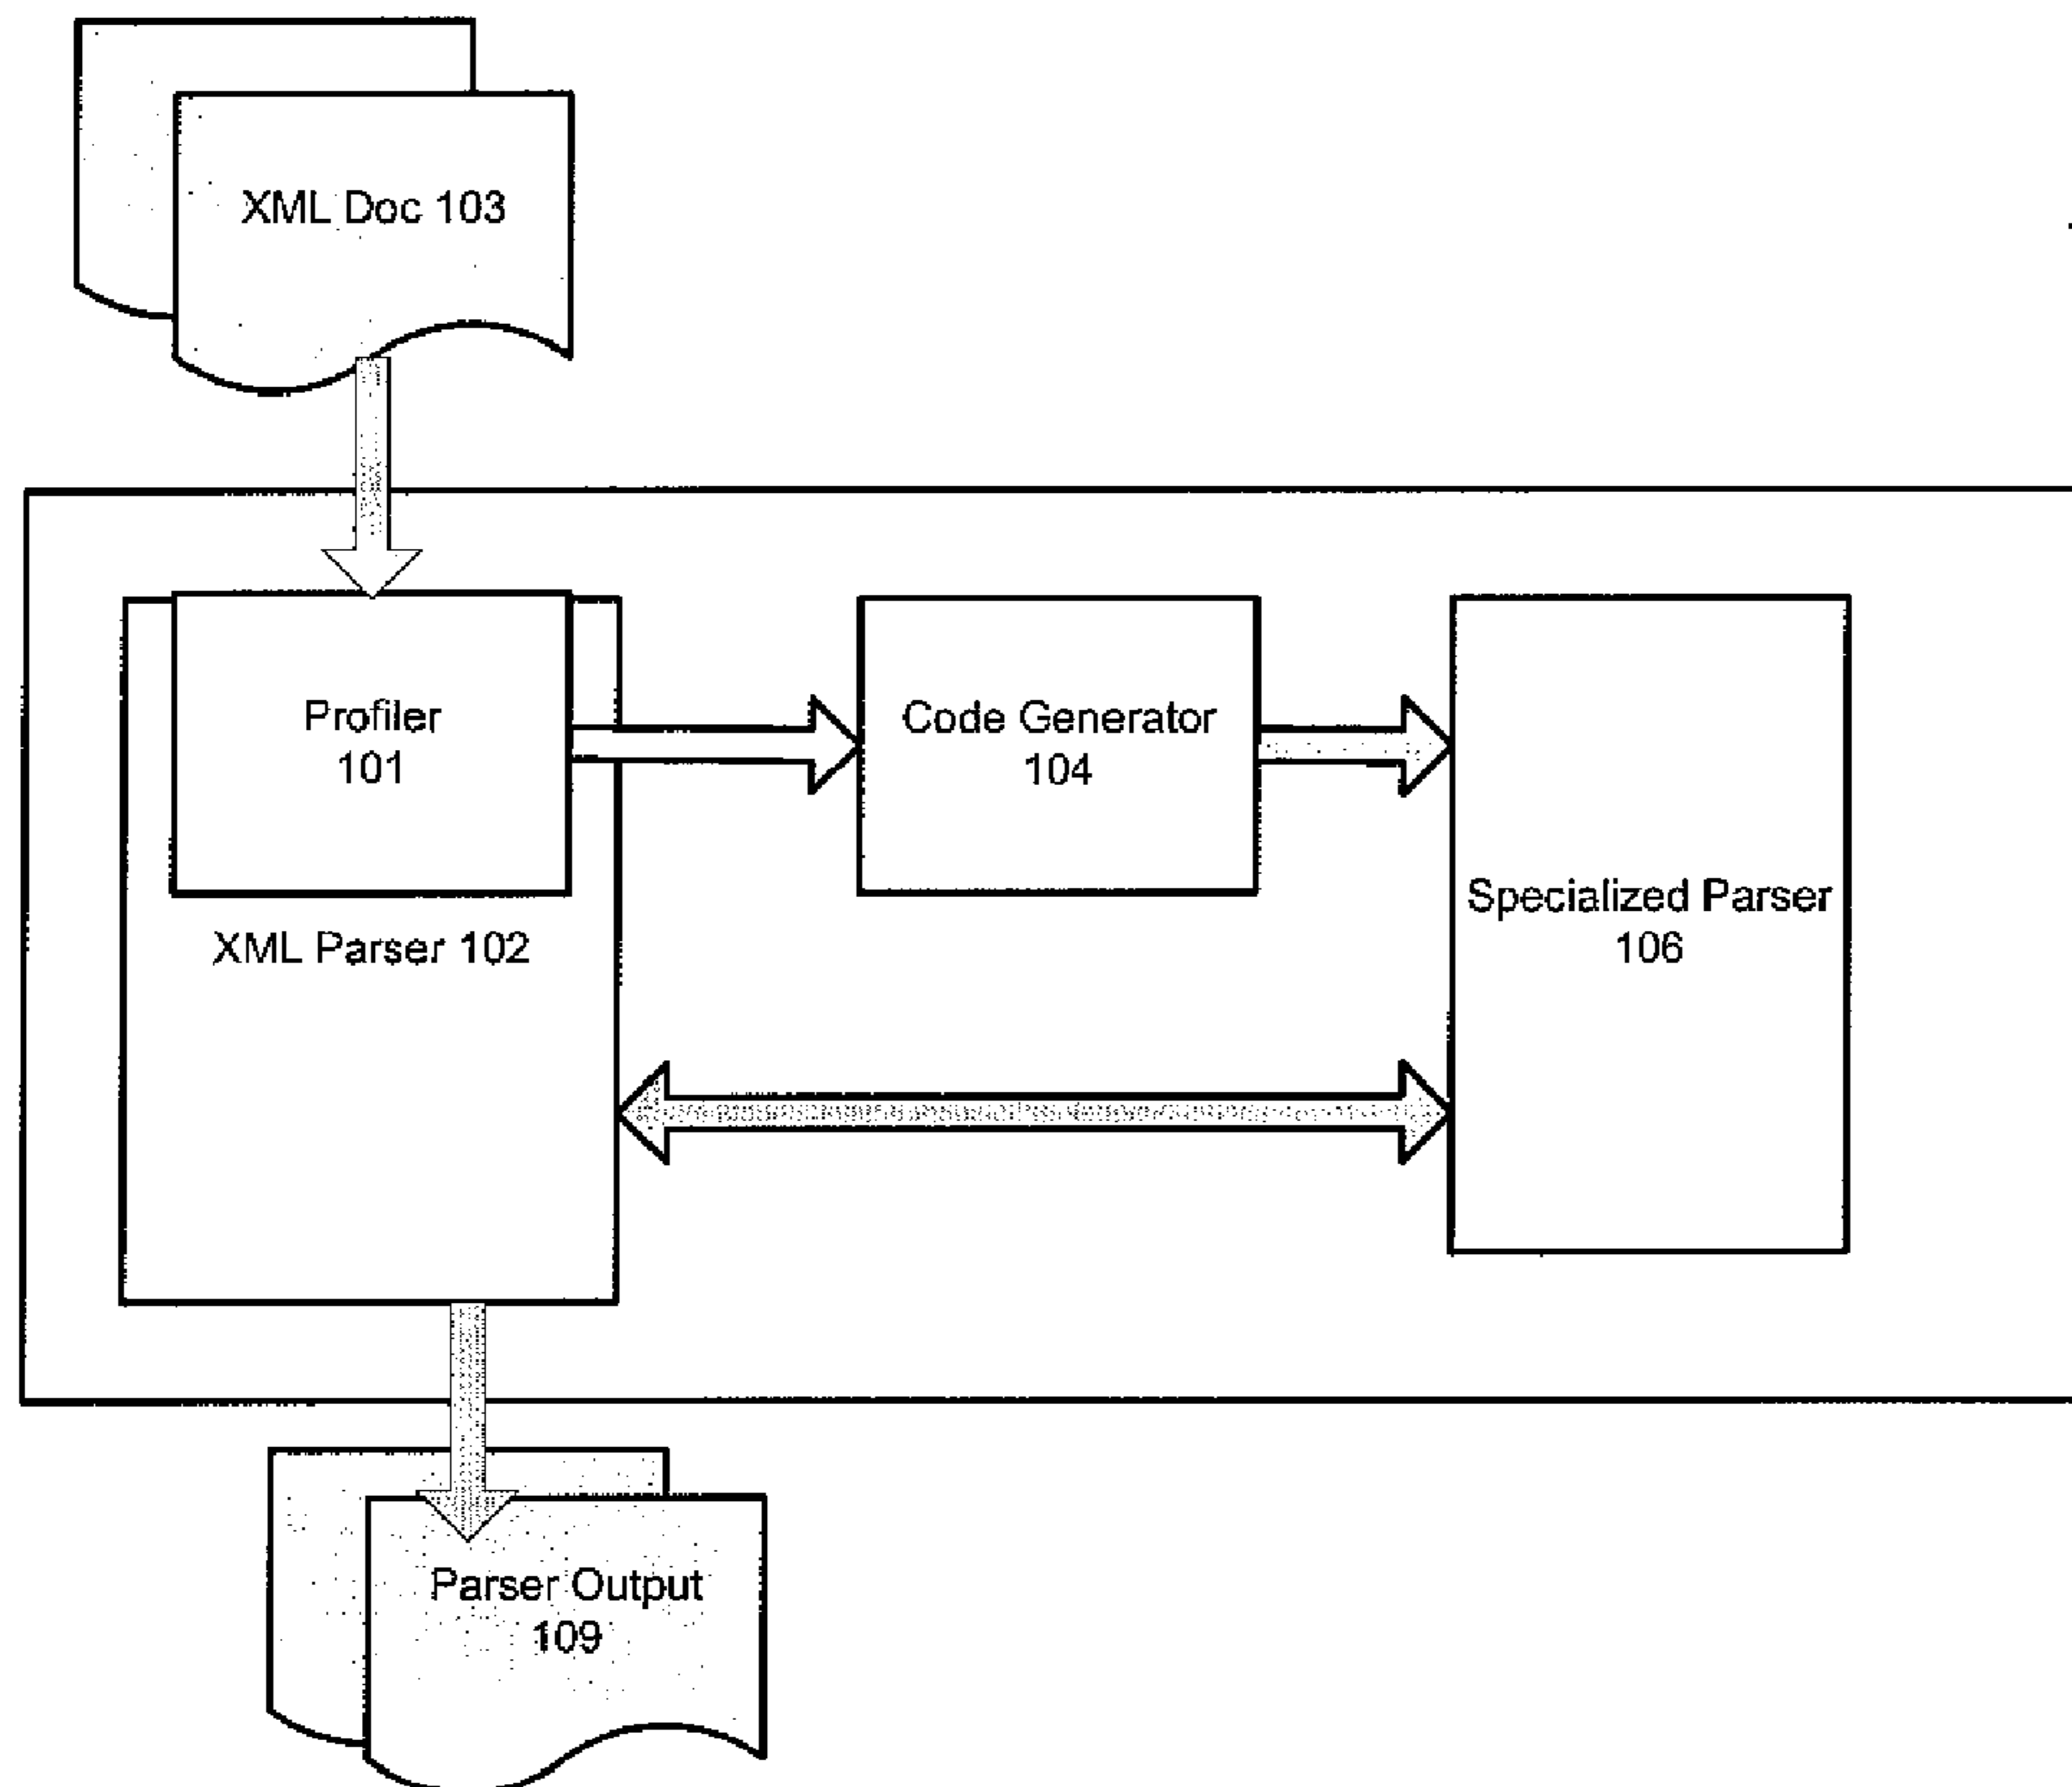 XML Doc 103
Profiler
101
Code Generator
104
Specialized Parser
106
XML Parser 102
Parser Output
109